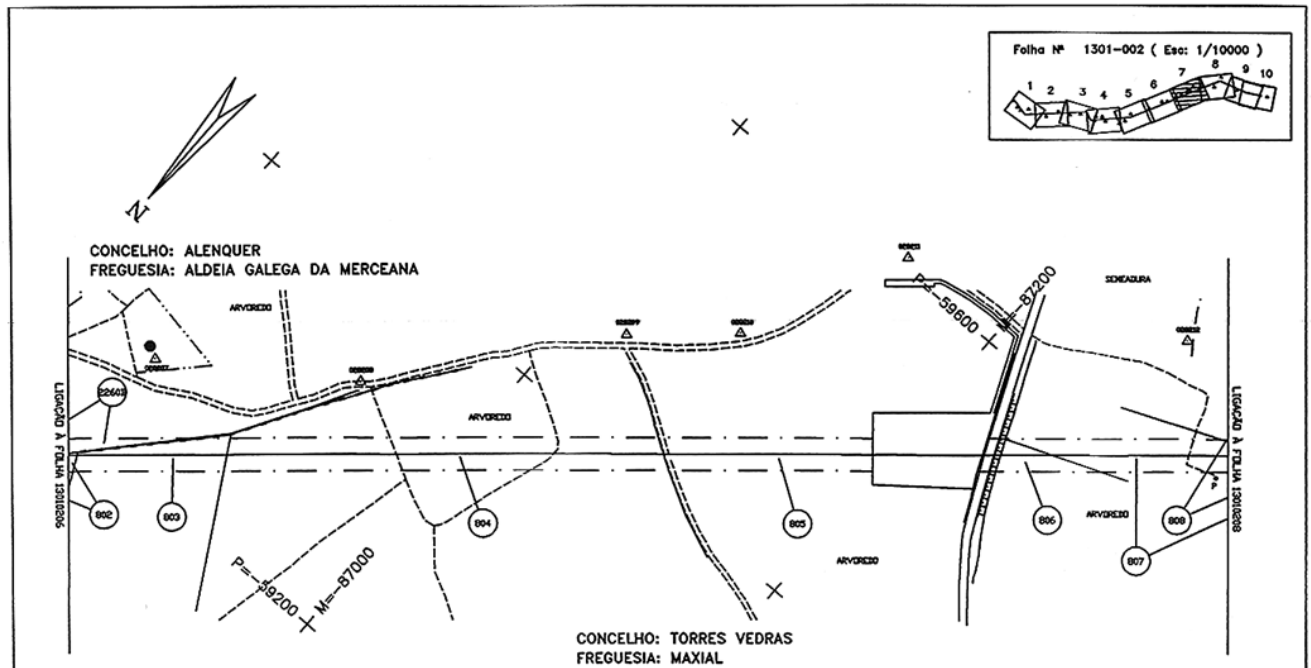 Folha Nº 1301-002 ( Esc: 1/10000 )
1 2 3 4 5 6 7 8 9 10
N
CONCELHO: ALENQUER
FREGUESIA: ALDEIA GALEGA DA MERCEANA
ARVOREDO
SEMEADURA
P=-59600
M=-87200
LIGAÇÃO À FOLHA 13010206
22603
ARVOREDO
LIGAÇÃO À FOLHA 13010208
802
803
804
805
806
ARVOREDO
808
807
ARVOREDO
P=-59200
M=-87000
CONCELHO: TORRES VEDRAS
FREGUESIA: MAXIAL